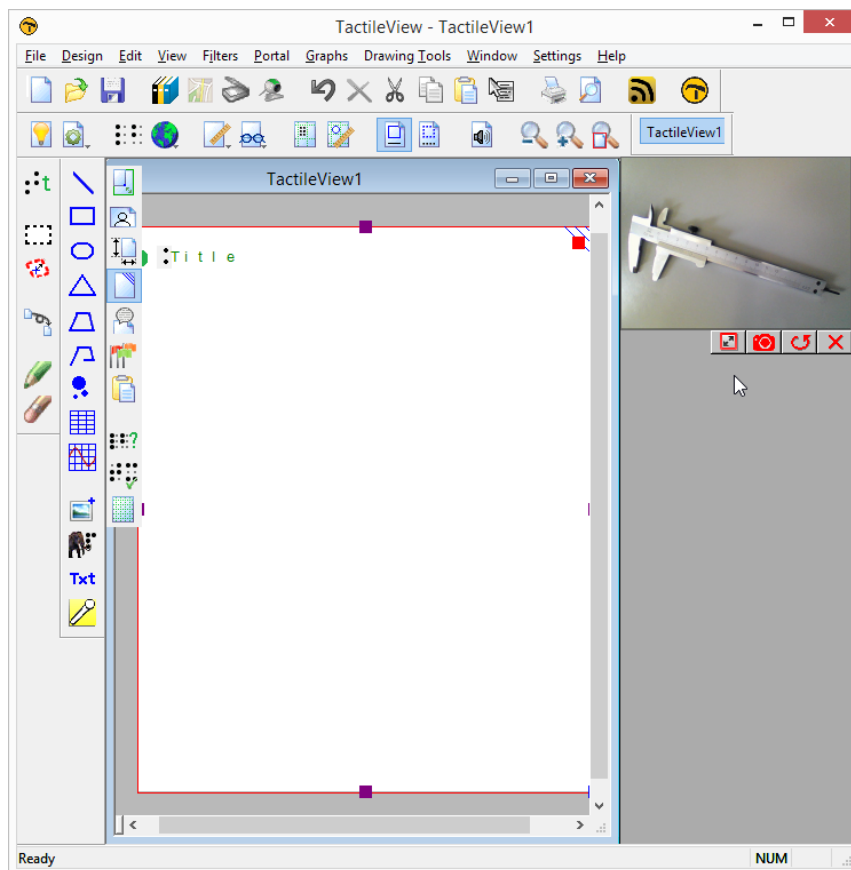 TactileView - TactileView1
File Design Edit View Filters Portal Graphs Drawing Tools Window Settings Help
TactileView1
t
TactileView1
Title
?
Txt
Ready
NUM